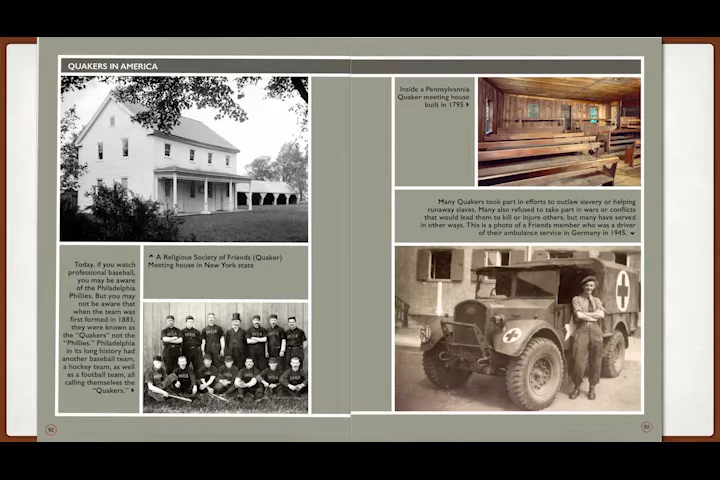 QUAKERS IN AMERICA
A Religious Society of Friends (Quaker)
Meeting house in New York state
Today, if you watch
professional baseball,
you may be aware
of the Philadelphia
Phillies. But you may
not be aware that
when the team was
first formed in 1883,
they were known as
the “Quakers” not the
“Phillies.” Philadelphia
in its long history had
another baseball team,
a hockey team, as well
as a football team, all
calling themselves the
“Quakers.”
52
Inside a Pennsylvannia
Quaker meeting house
built in 1795
Many Quakers took part in efforts to outlaw slavery or helping
runaway slaves. Many also refused to take part in wars or conflicts
that would lead them to kill or injure others, but many have served
in other ways. This is a photo of a Friends member who was a driver
of their ambulance service in Germany in 1945.